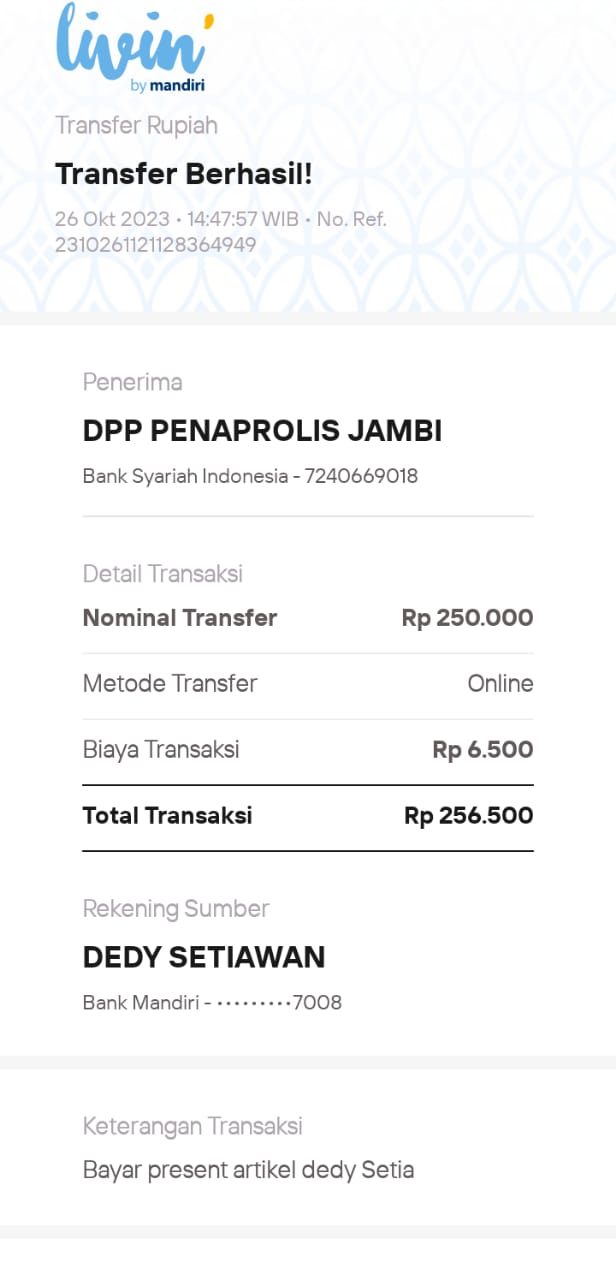 livin'
by mandiri
Transfer Rupiah
Transfer Berhasil!
26 Okt 2023 • 14:47:57 WIB • No. Ref.
2310261121128364949
Penerima
DPP PENAPROLIS JAMBI
Bank Syariah Indonesia - 7240669018
Detail Transaksi
Nominal Transfer Rp 250.000
Metode Transfer Online
Biaya Transaksi Rp 6.500
Total Transaksi Rp 256.500
Rekening Sumber
DEDY SETIAWAN
Bank Mandiri - •••••••••7008
Keterangan Transaksi
Bayar present artikel dedy Setia